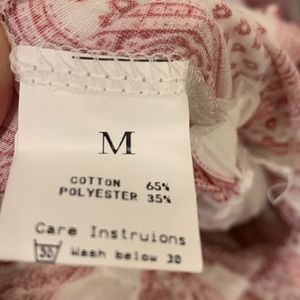 M
COTTON 65%
POLYESTER 35%
Care Instruions
30 Wash below 30